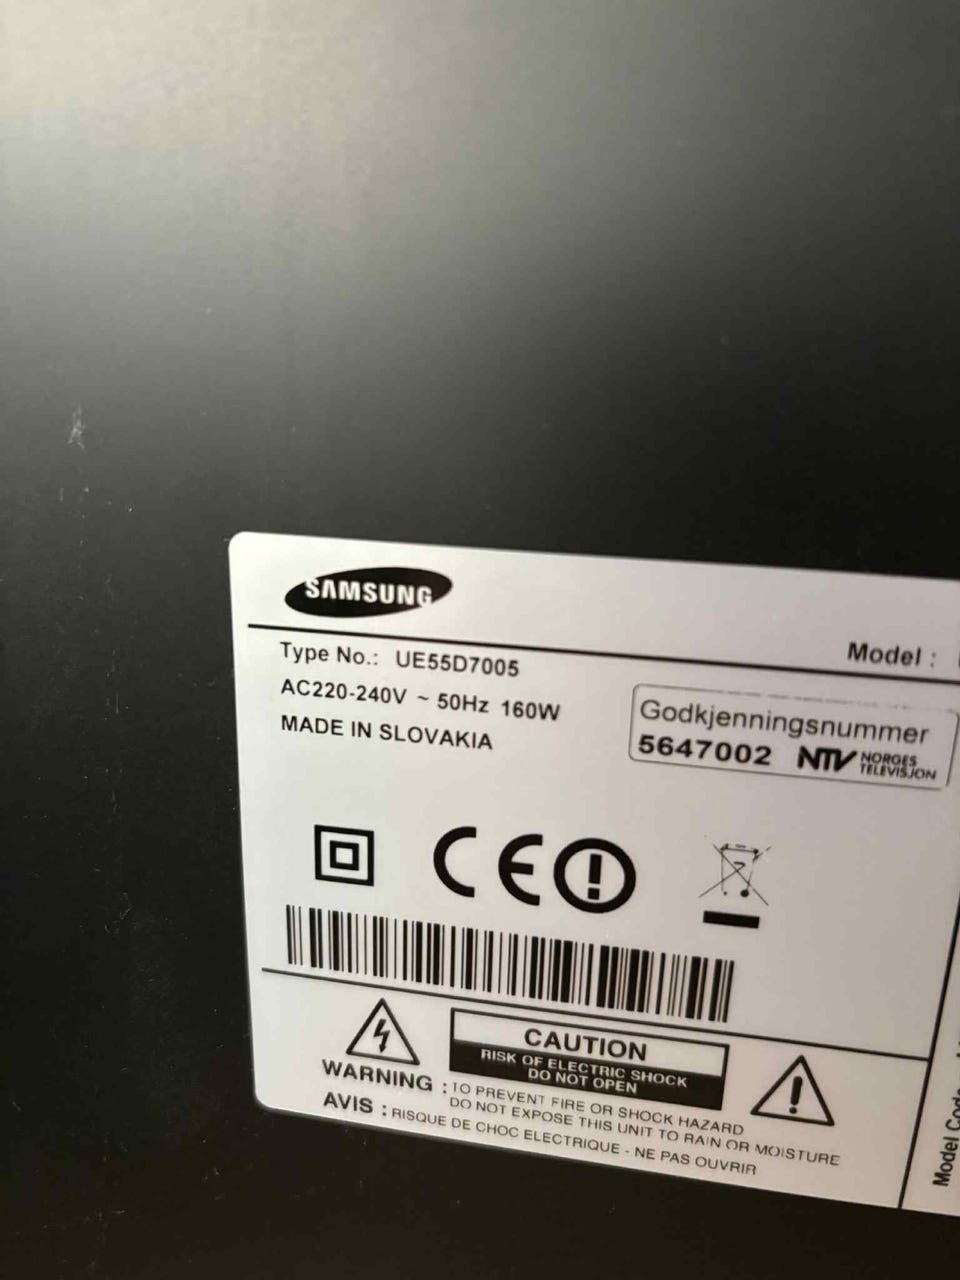 SAMSUNG
Type No.: UE55D7005
Model :
AC220-240V ~ 50Hz 160W
MADE IN SLOVAKIA
Godkjenningsnummer
5647002 NTV NORGES
TELEVISJON
CE
CAUTION
RISK OF ELECTRIC SHOCK
DO NOT OPEN
WARNING : TO PREVENT FIRE OR SHOCK HAZARD
DO NOT EXPOSE THIS UNIT TO RAIN OR MOISTURE
AVIS : RISQUE DE CHOC ELECTRIQUE - NE PAS OUVRIR
Model Code